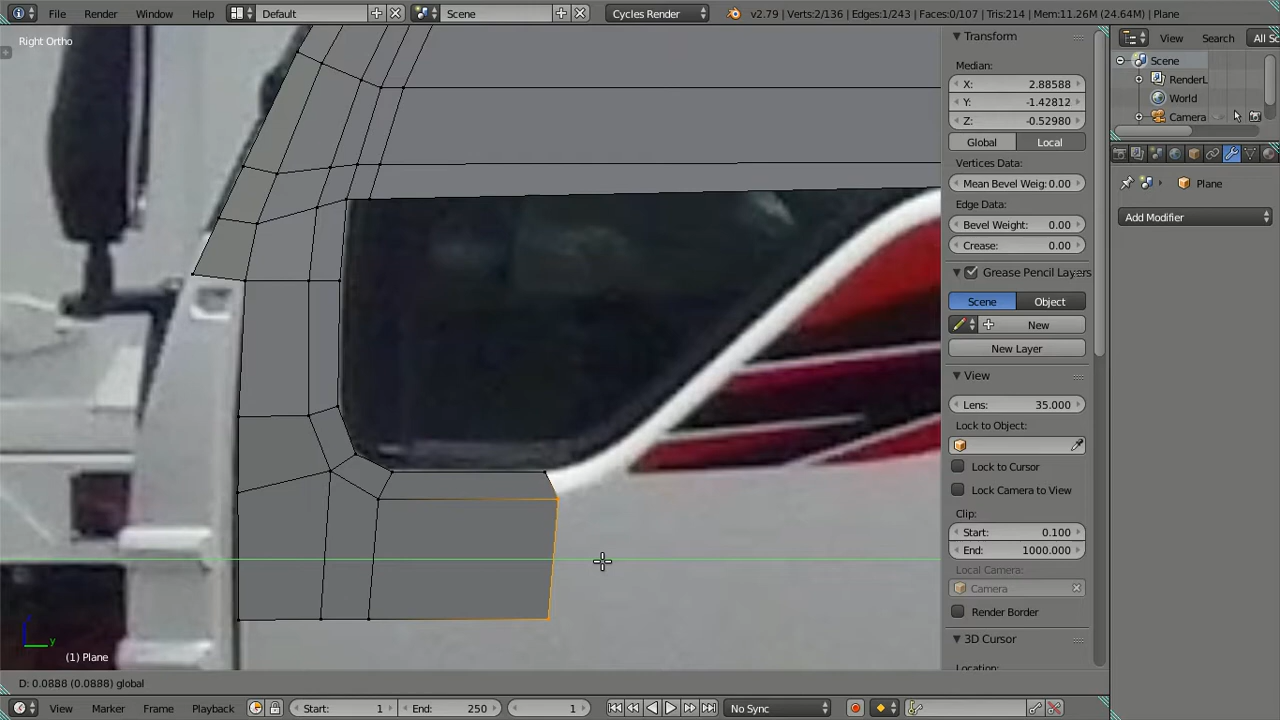 File Render Window Help Default Scene Cycles Render v2.79 | Verts:2/136 | Edges:1/243 | Faces:0/107 | Tris:214 | Mem:11.26M (24.64M) | Plane
Right Ortho
Transform
Median:
X: 2.88588
Y: -1.42812
Z: -0.52980
Global Local
Vertices Data:
Mean Bevel Weig: 0.00
Edge Data:
Bevel Weight: 0.00
Crease: 0.00
Grease Pencil Layers
Scene Object
New
New Layer
View
Lens: 35.000
Lock to Object:
Lock to Cursor
Lock Camera to View
Clip:
Start: 0.100
End: 1000.000
Local Camera:
Camera
Render Border
3D Cursor
Location:
View Search All Sc
Scene
RenderL
World
Camera
Plane
Add Modifier
y
(1) Plane
D: 0.0888 (0.0888) global
View Marker Frame Playback Start: 1 End: 250 1 No Sync